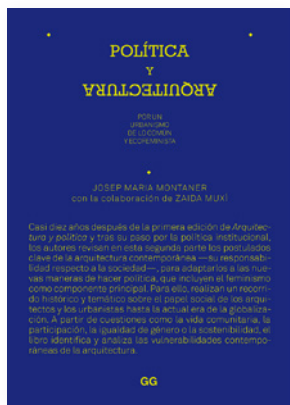 POLÍTICA
Y
ARQUITECTURA
POR UN
URBANISMO
DE LO COMÚN
Y ECOFEMINISTA
JOSEP MARIA MONTANER
con la colaboración de ZAIDA MUXÍ
Casi diez años después de la primera edición de Arquitec-
tura y política y tras su paso por la política institucional,
los autores revisan en esta segunda parte los postulados
clave de la arquitectura contemporánea —su responsabi-
lidad respecto a la sociedad—, para adaptarlos a las nue-
vas maneras de hacer política, que incluyen el feminismo
como componente principal. Para ello, realizan un recorri-
do histórico y temático sobre el papel social de los arqui-
tectos y los urbanistas hasta la actual era de la globaliza-
ción. A partir de cuestiones como la vida comunitaria, la
participación, la igualdad de género o la sostenibilidad, el
libro identifica y analiza las vulnerabilidades contempo-
ráneas de la arquitectura.
GG